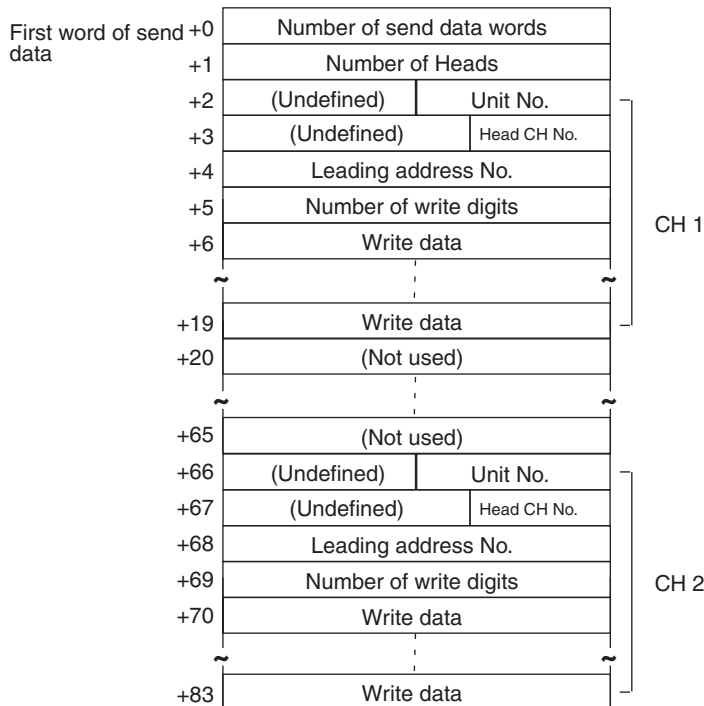 First word of send data
+0 Number of send data words
+1 Number of Heads
+2 (Undefined) Unit No.
+3 (Undefined) Head CH No.
+4 Leading address No.
+5 Number of write digits
+6 Write data
CH 1
~ ~
+19 Write data
+20 (Not used)
~ ~
+65 (Not used)
+66 (Undefined) Unit No.
+67 (Undefined) Head CH No.
+68 Leading address No.
+69 Number of write digits
CH 2
+70 Write data
~ ~
+83 Write data